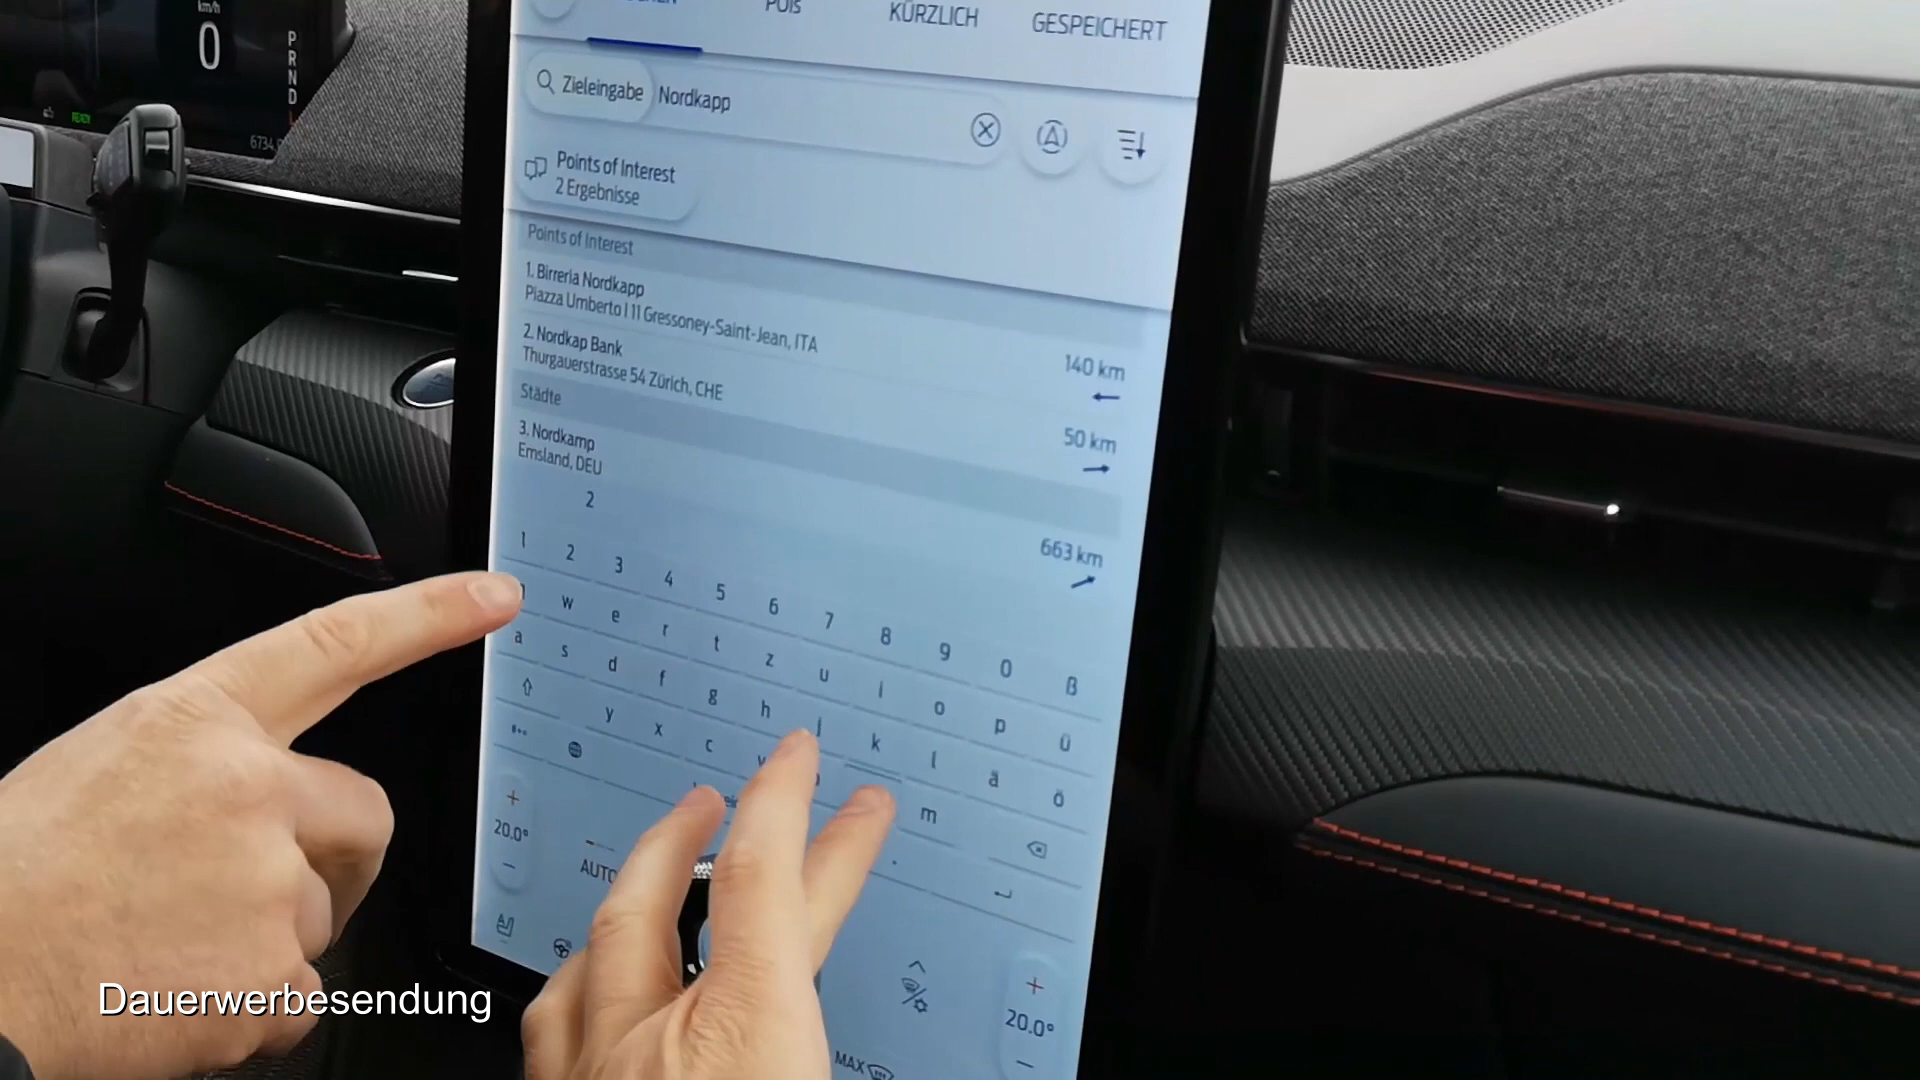 km/h
0
P
R
N
D
L
READY
POIs
KÜRZLICH
GESPEICHERT
Zieleingabe
Nordkapp
Points of Interest
2 Ergebnisse
Points of Interest
1. Birreria Nordkapp
Piazza Umberto I 11 Gressoney-Saint-Jean, ITA
140 km
2. Nordkap Bank
Thurgauerstrasse 54 Zürich, CHE
50 km
Städte
3. Nordkamp
Emsland, DEU
663 km
2
1 2 3 4 5 6 7 8 9 0 ß
w e r t z u i o p ü
a s d f g h j k l ä ö
y x c v m
.
20.0°
AUTO
20.0°
MAX
Dauerwerbesendung